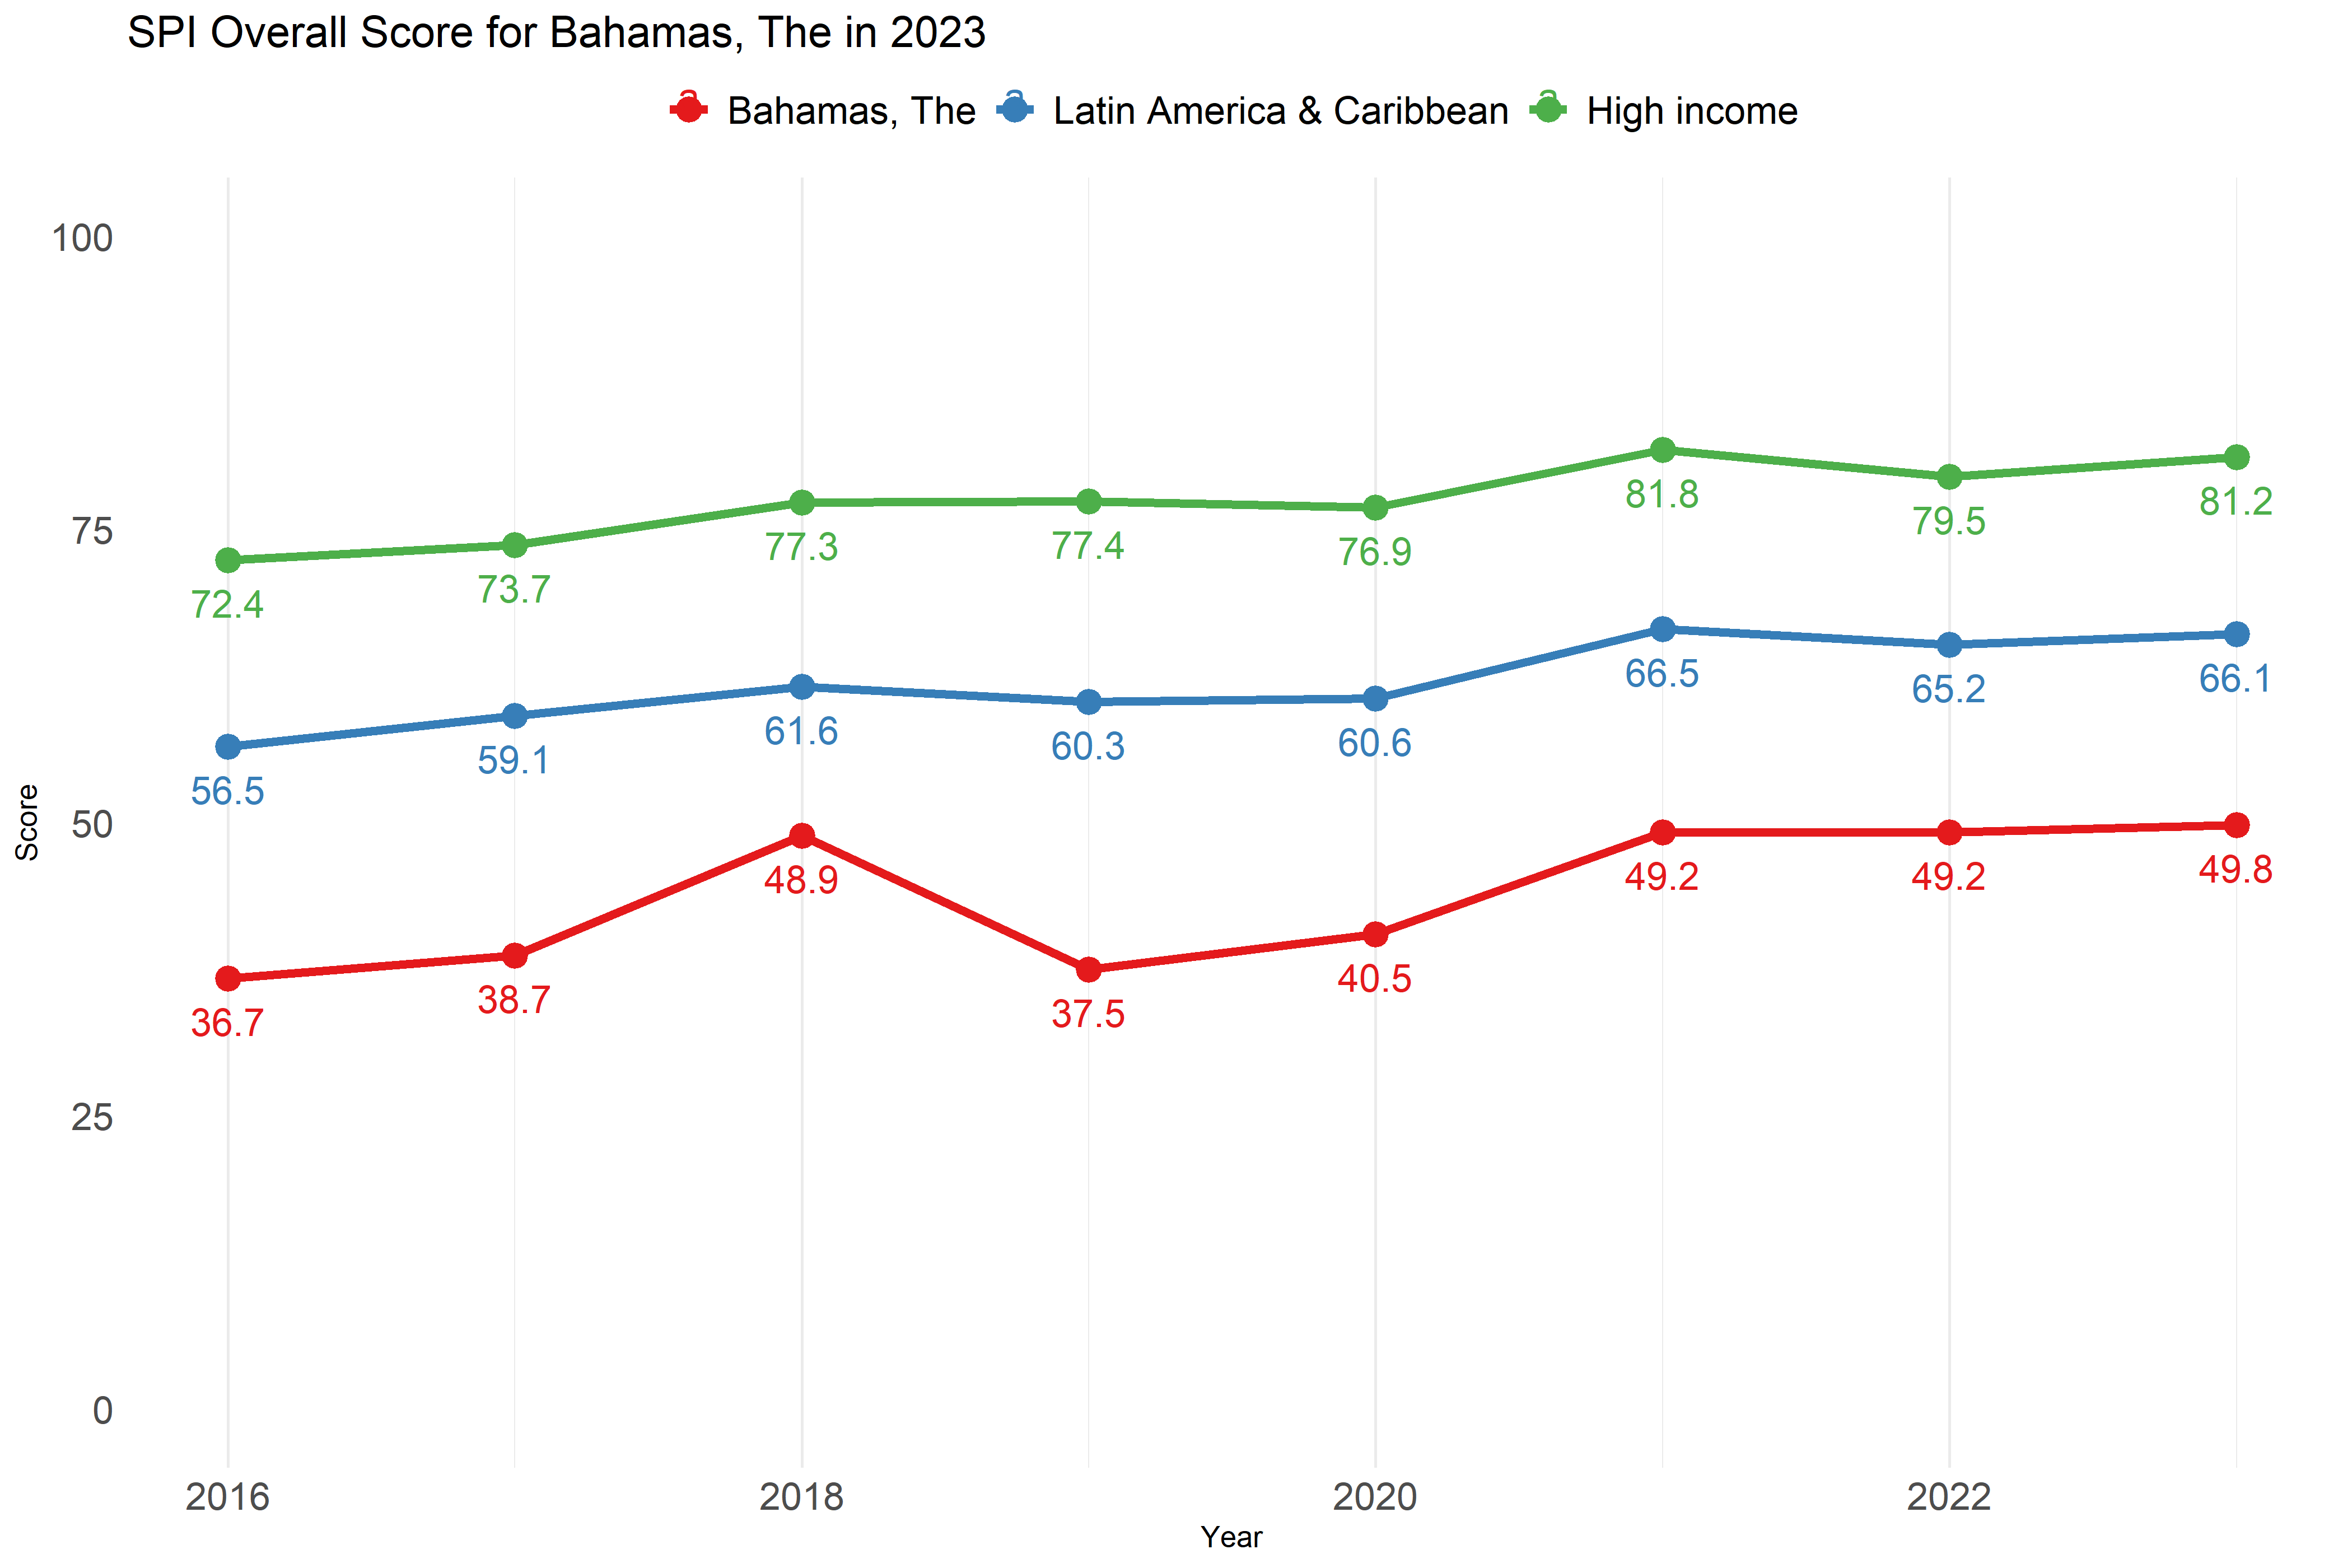 SPI Overall Score for Bahamas, The in 2023
Bahamas, The Latin America & Caribbean High income
100
75
50
25
0
Score
72.4 73.7 77.3 77.4 76.9 81.8 79.5 81.2
56.5 59.1 61.6 60.3 60.6 66.5 65.2 66.1
36.7 38.7 48.9 37.5 40.5 49.2 49.2 49.8
2016 2018 2020 2022
Year